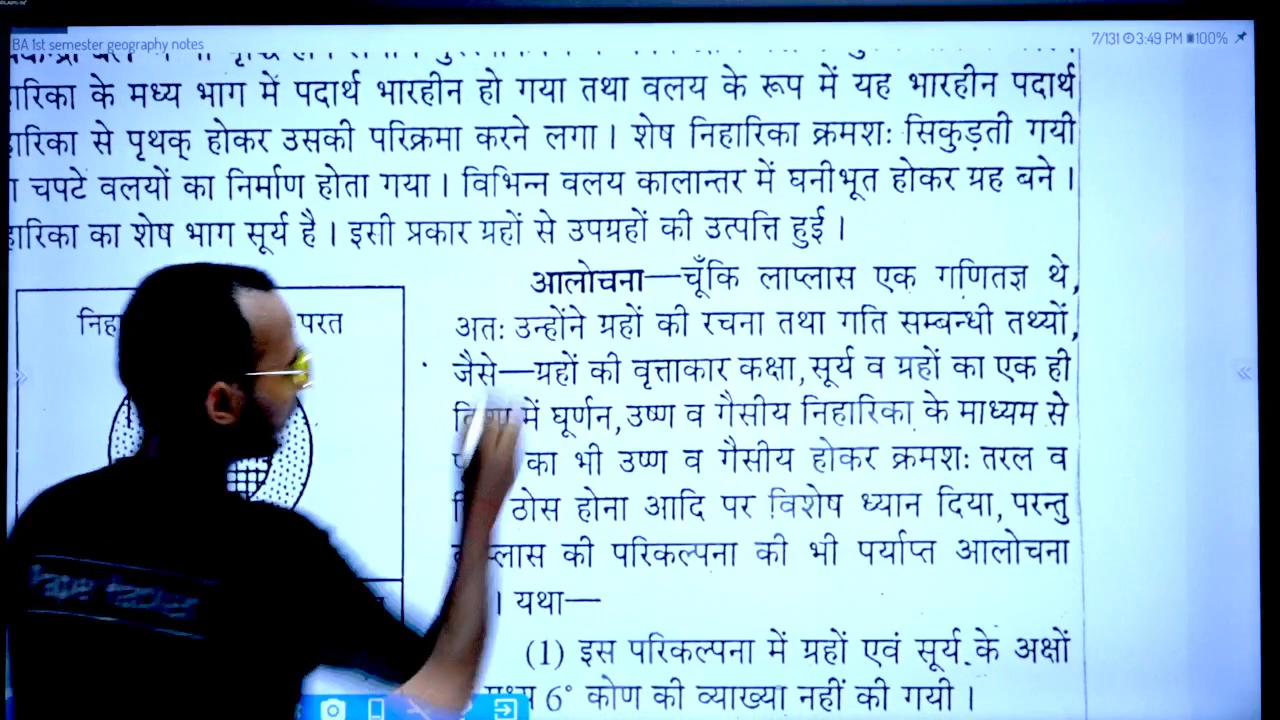 BA 1st semester geography notes
7/131 3:49 PM 100%
के मध्य भाग में पदार्थ भारहीन हो गया तथा वलय के रूप में यह भारहीन पदार्थ
से पृथक् होकर उसकी परिक्रमा करने लगा। शेष निहारिका क्रमशः सिकुड़ती गयी
चपटे वलयों का निर्माण होता गया। विभिन्न वलय कालान्तर में घनीभूत होकर ग्रह बने।
का शेष भाग सूर्य है। इसी प्रकार ग्रहों से उपग्रहों की उत्पत्ति हुई।
परत
आलोचना—चूँकि लाप्लास एक गणितज्ञ थे,
अतः उन्होंने ग्रहों की रचना तथा गति सम्बन्धी तथ्यों,
जैसे—ग्रहों की वृत्ताकार कक्षा, सूर्य व ग्रहों का एक ही
में घूर्णन, उष्ण व गैसीय निहारिका के माध्यम से
का भी उष्ण व गैसीय होकर क्रमशः तरल व
ठोस होना आदि पर विशेष ध्यान दिया, परन्तु
की परिकल्पना की भी पर्याप्त आलोचना
। यथा—
(1) इस परिकल्पना में ग्रहों एवं सूर्य के अक्षों
6° कोण की व्याख्या नहीं की गयी।